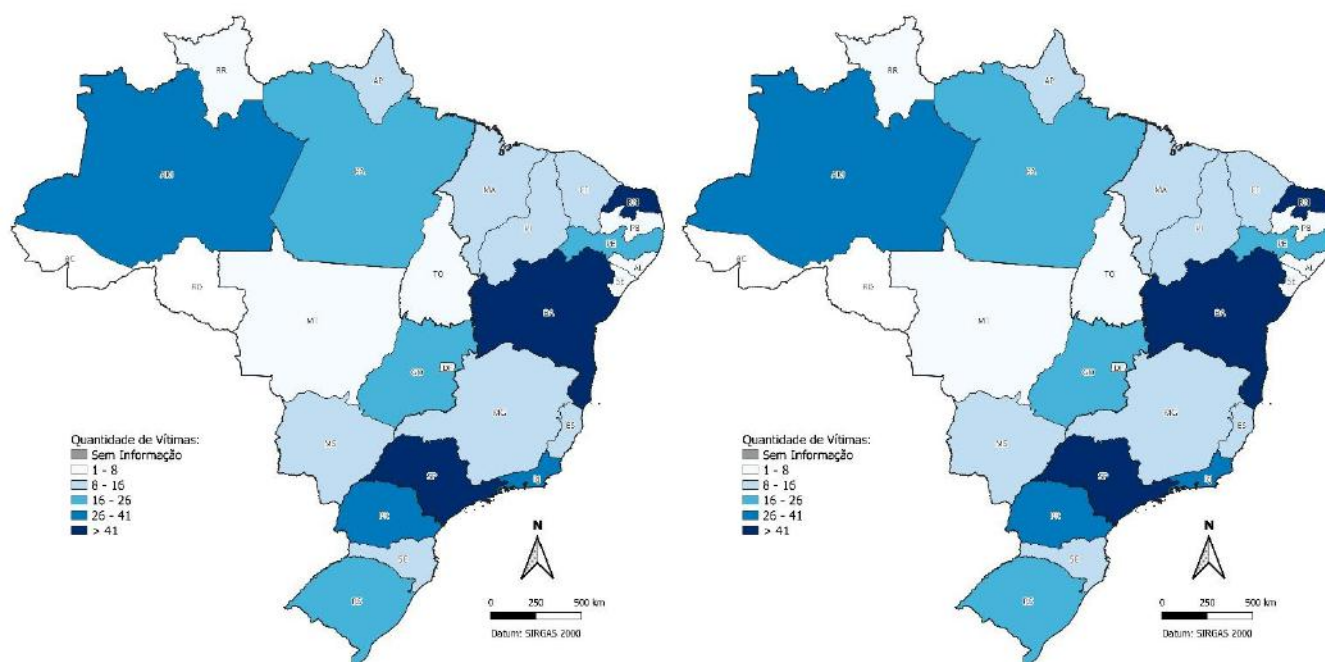 RR
AP
AM
PA
MA
CE
RN
PB
PI
PE
AC
AL
SE
TO
RO
BA
MT
GO
DF
MG
MS
ES
Quantidade de Vítimas:
Sem Informação
1 - 8
8 - 16
16 - 26
26 - 41
> 41
SP
RJ
PR
SC
RS
N
0 250 500 km
Datum: SIRGAS 2000
RR
AP
AM
PA
MA
CE
RN
PB
PI
PE
AC
AL
SE
TO
RO
BA
MT
GO
DF
MG
MS
ES
Quantidade de Vítimas:
Sem Informação
1 - 8
8 - 16
16 - 26
26 - 41
> 41
SP
RJ
PR
SC
RS
N
0 250 500 km
Datum: SIRGAS 2000